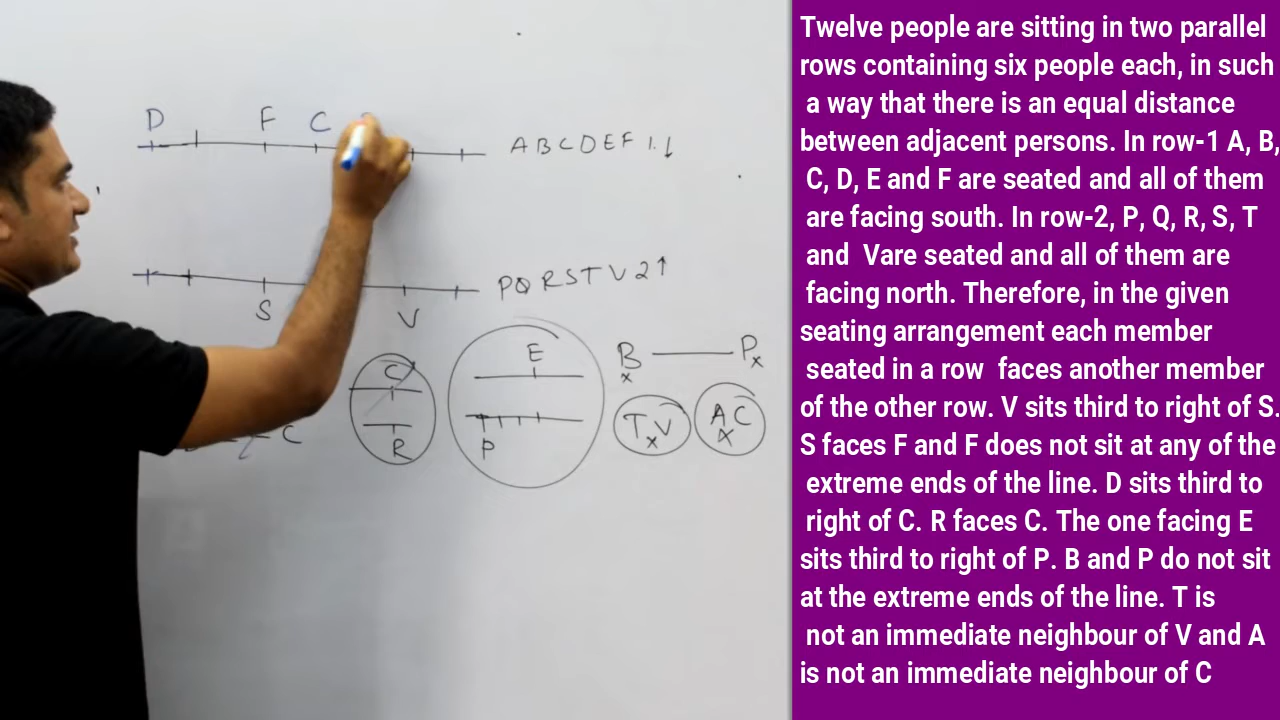 D F C
A B C D E F 1. ↓
S V
P Q R S T V 2 ↑
C
R
E
P
B P
x x
T V
x
A C
x
C
Twelve people are sitting in two parallel
rows containing six people each, in such
a way that there is an equal distance
between adjacent persons. In row-1 A, B,
C, D, E and F are seated and all of them
are facing south. In row-2, P, Q, R, S, T
and Vare seated and all of them are
facing north. Therefore, in the given
seating arrangement each member
seated in a row faces another member
of the other row. V sits third to right of S.
S faces F and F does not sit at any of the
extreme ends of the line. D sits third to
right of C. R faces C. The one facing E
sits third to right of P. B and P do not sit
at the extreme ends of the line. T is
not an immediate neighbour of V and A
is not an immediate neighbour of C